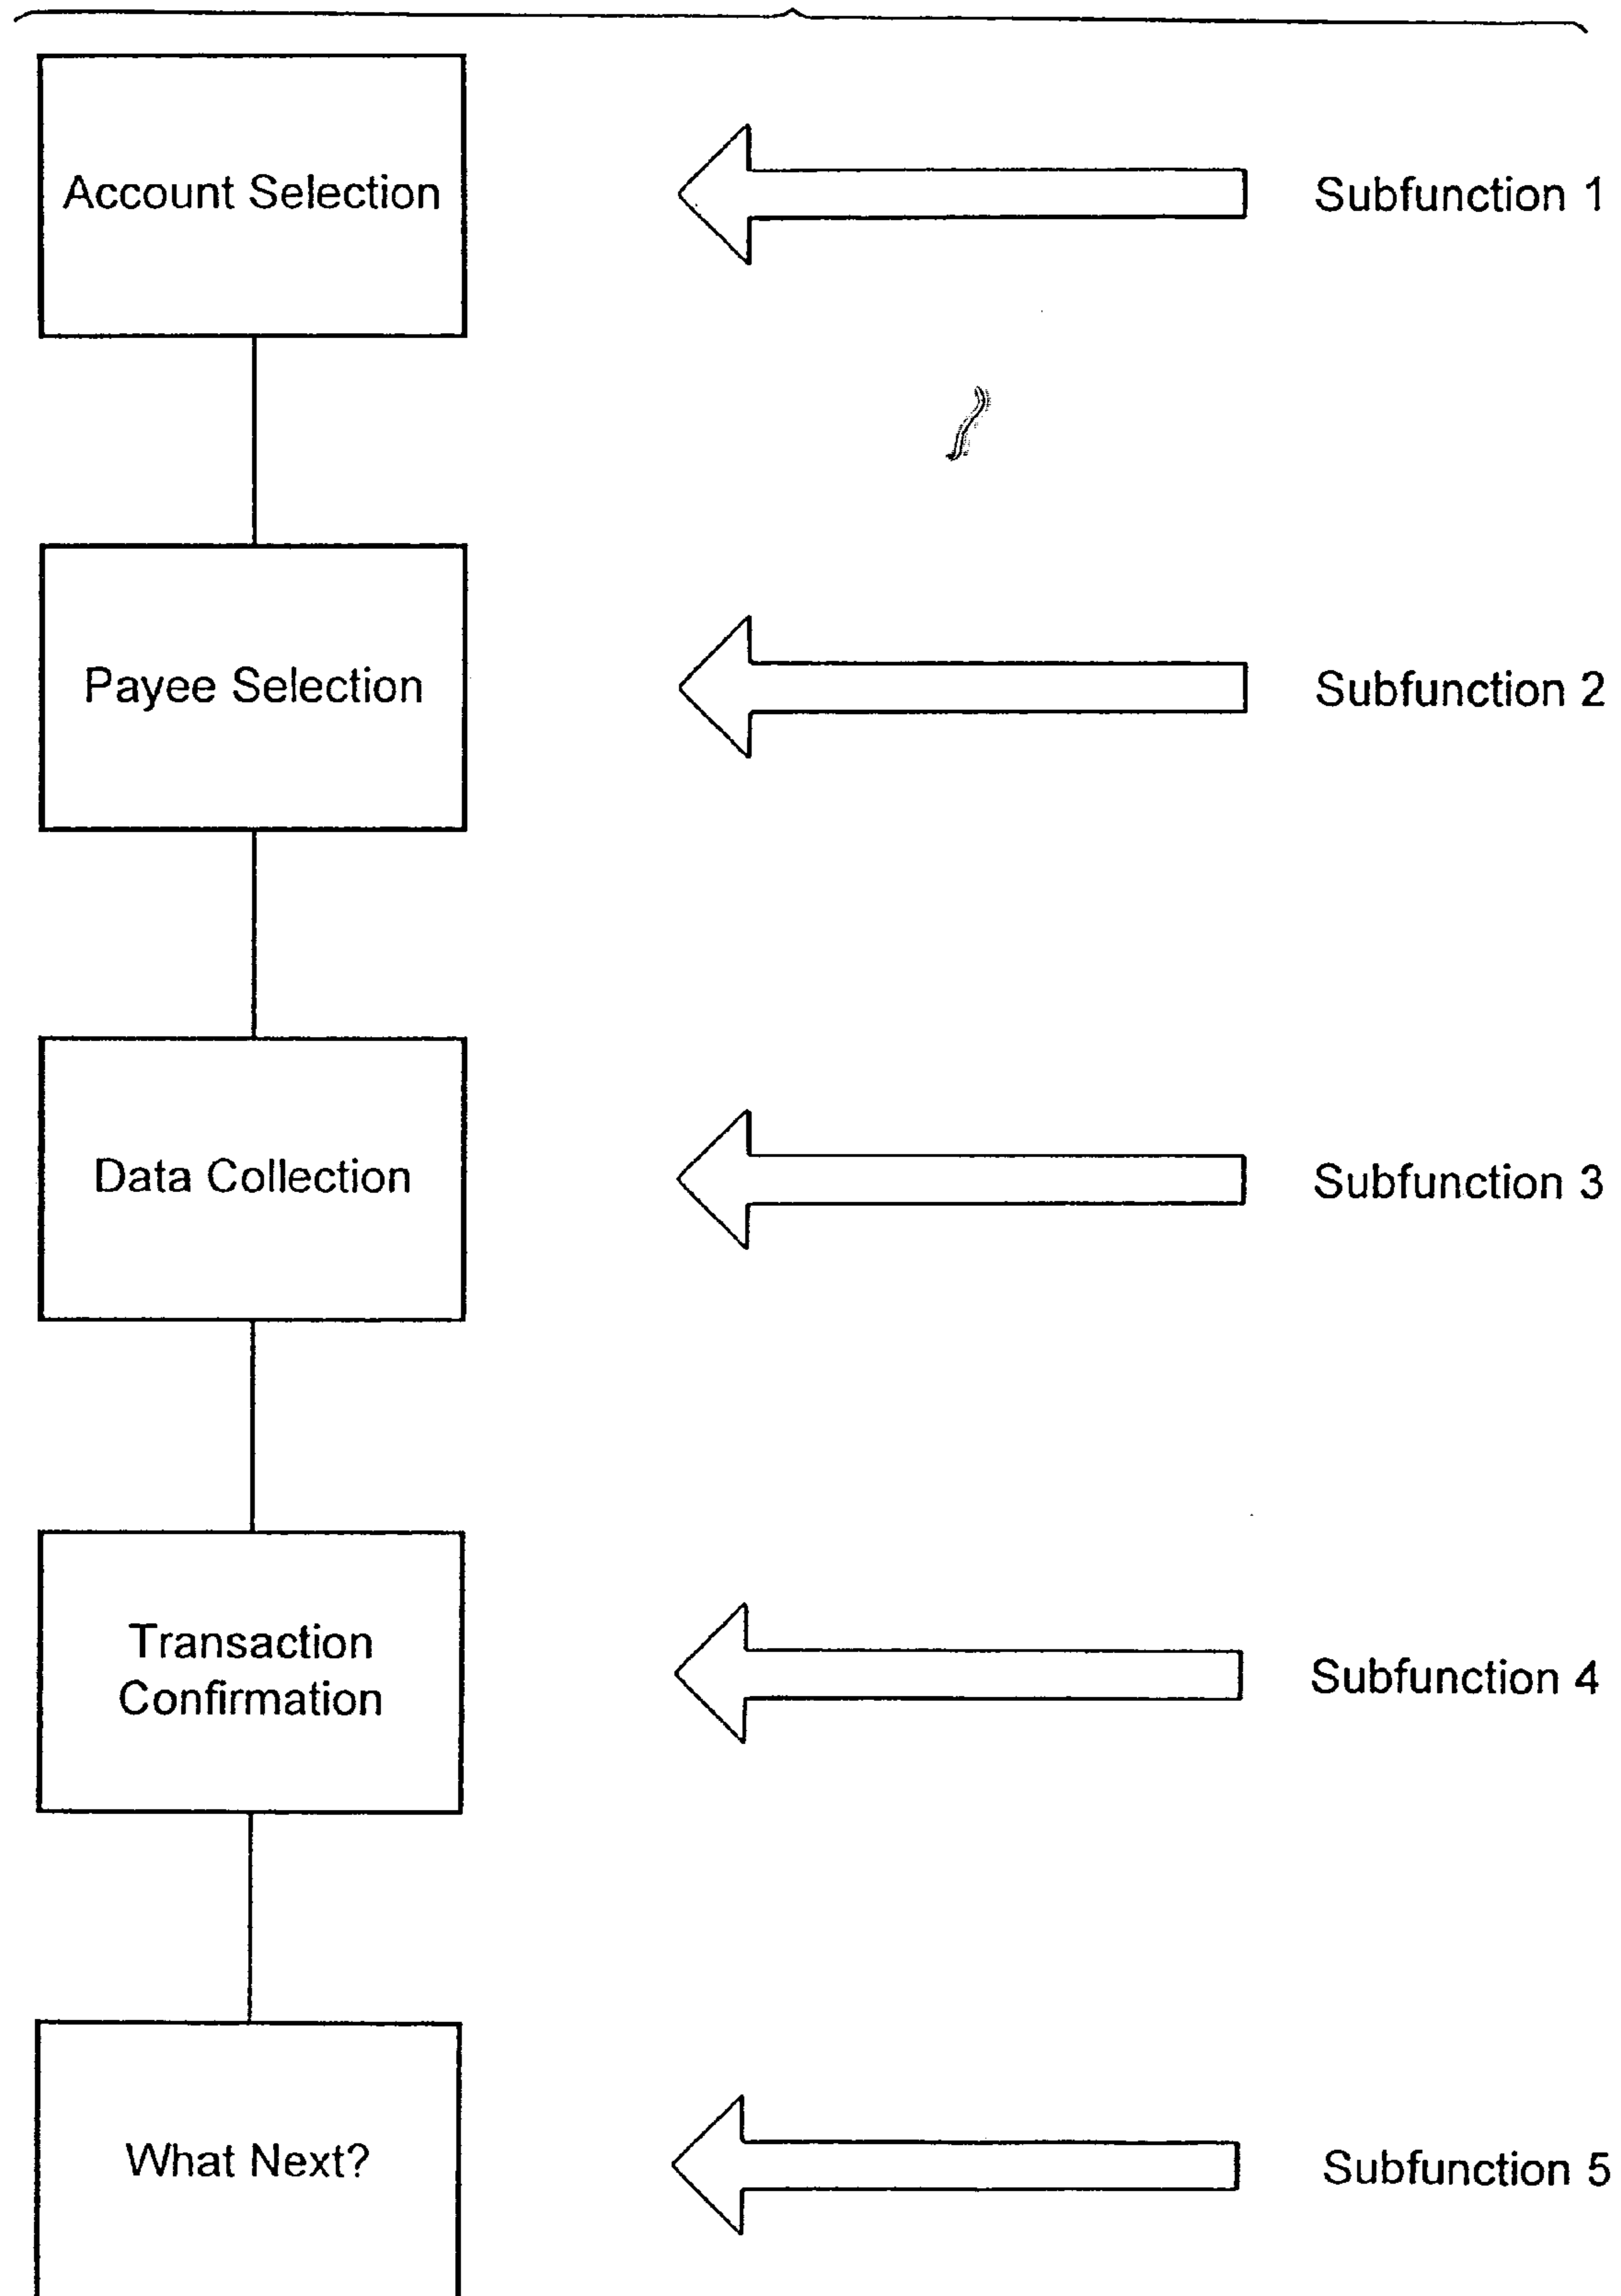 Account Selection
Subfunction 1
Payee Selection
Subfunction 2
Data Collection
Subfunction 3
Transaction
Confirmation
Subfunction 4
What Next?
Subfunction 5